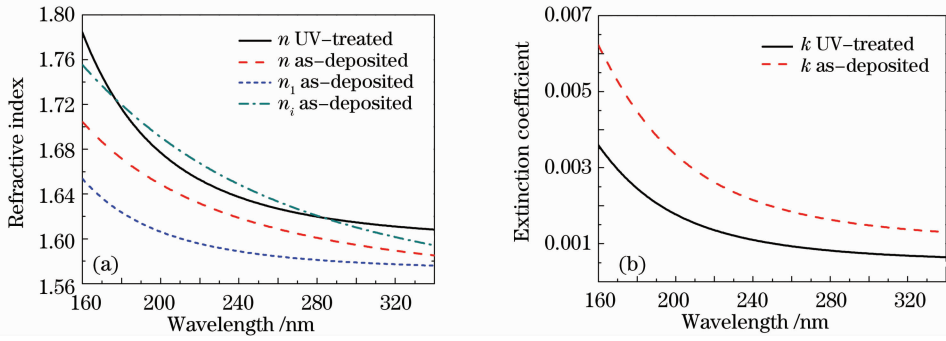 1.80
1.76
1.72
1.68
1.64
1.60
1.56
Refractive index
n UV-treated
n as-deposited
n₁ as-deposited
nᵢ as-deposited
(a)
160 200 240 280 320
Wavelength /nm
0.007
0.005
0.003
0.001
Extinction coefficient
k UV-treated
k as-deposited
(b)
160 200 240 280 320
Wavelength /nm